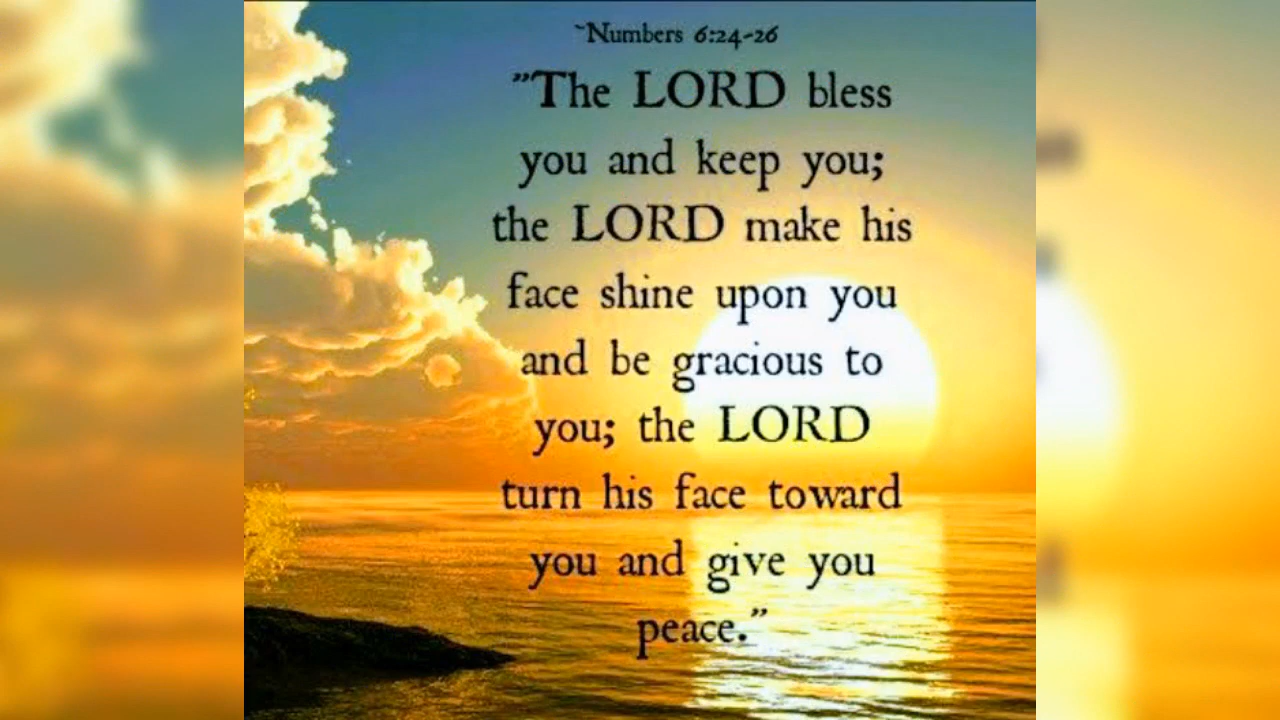 ~Numbers 6:24-26
"The LORD bless
you and keep you;
the LORD make his
face shine upon you
and be gracious to
you; the LORD
turn his face toward
you and give you
peace."